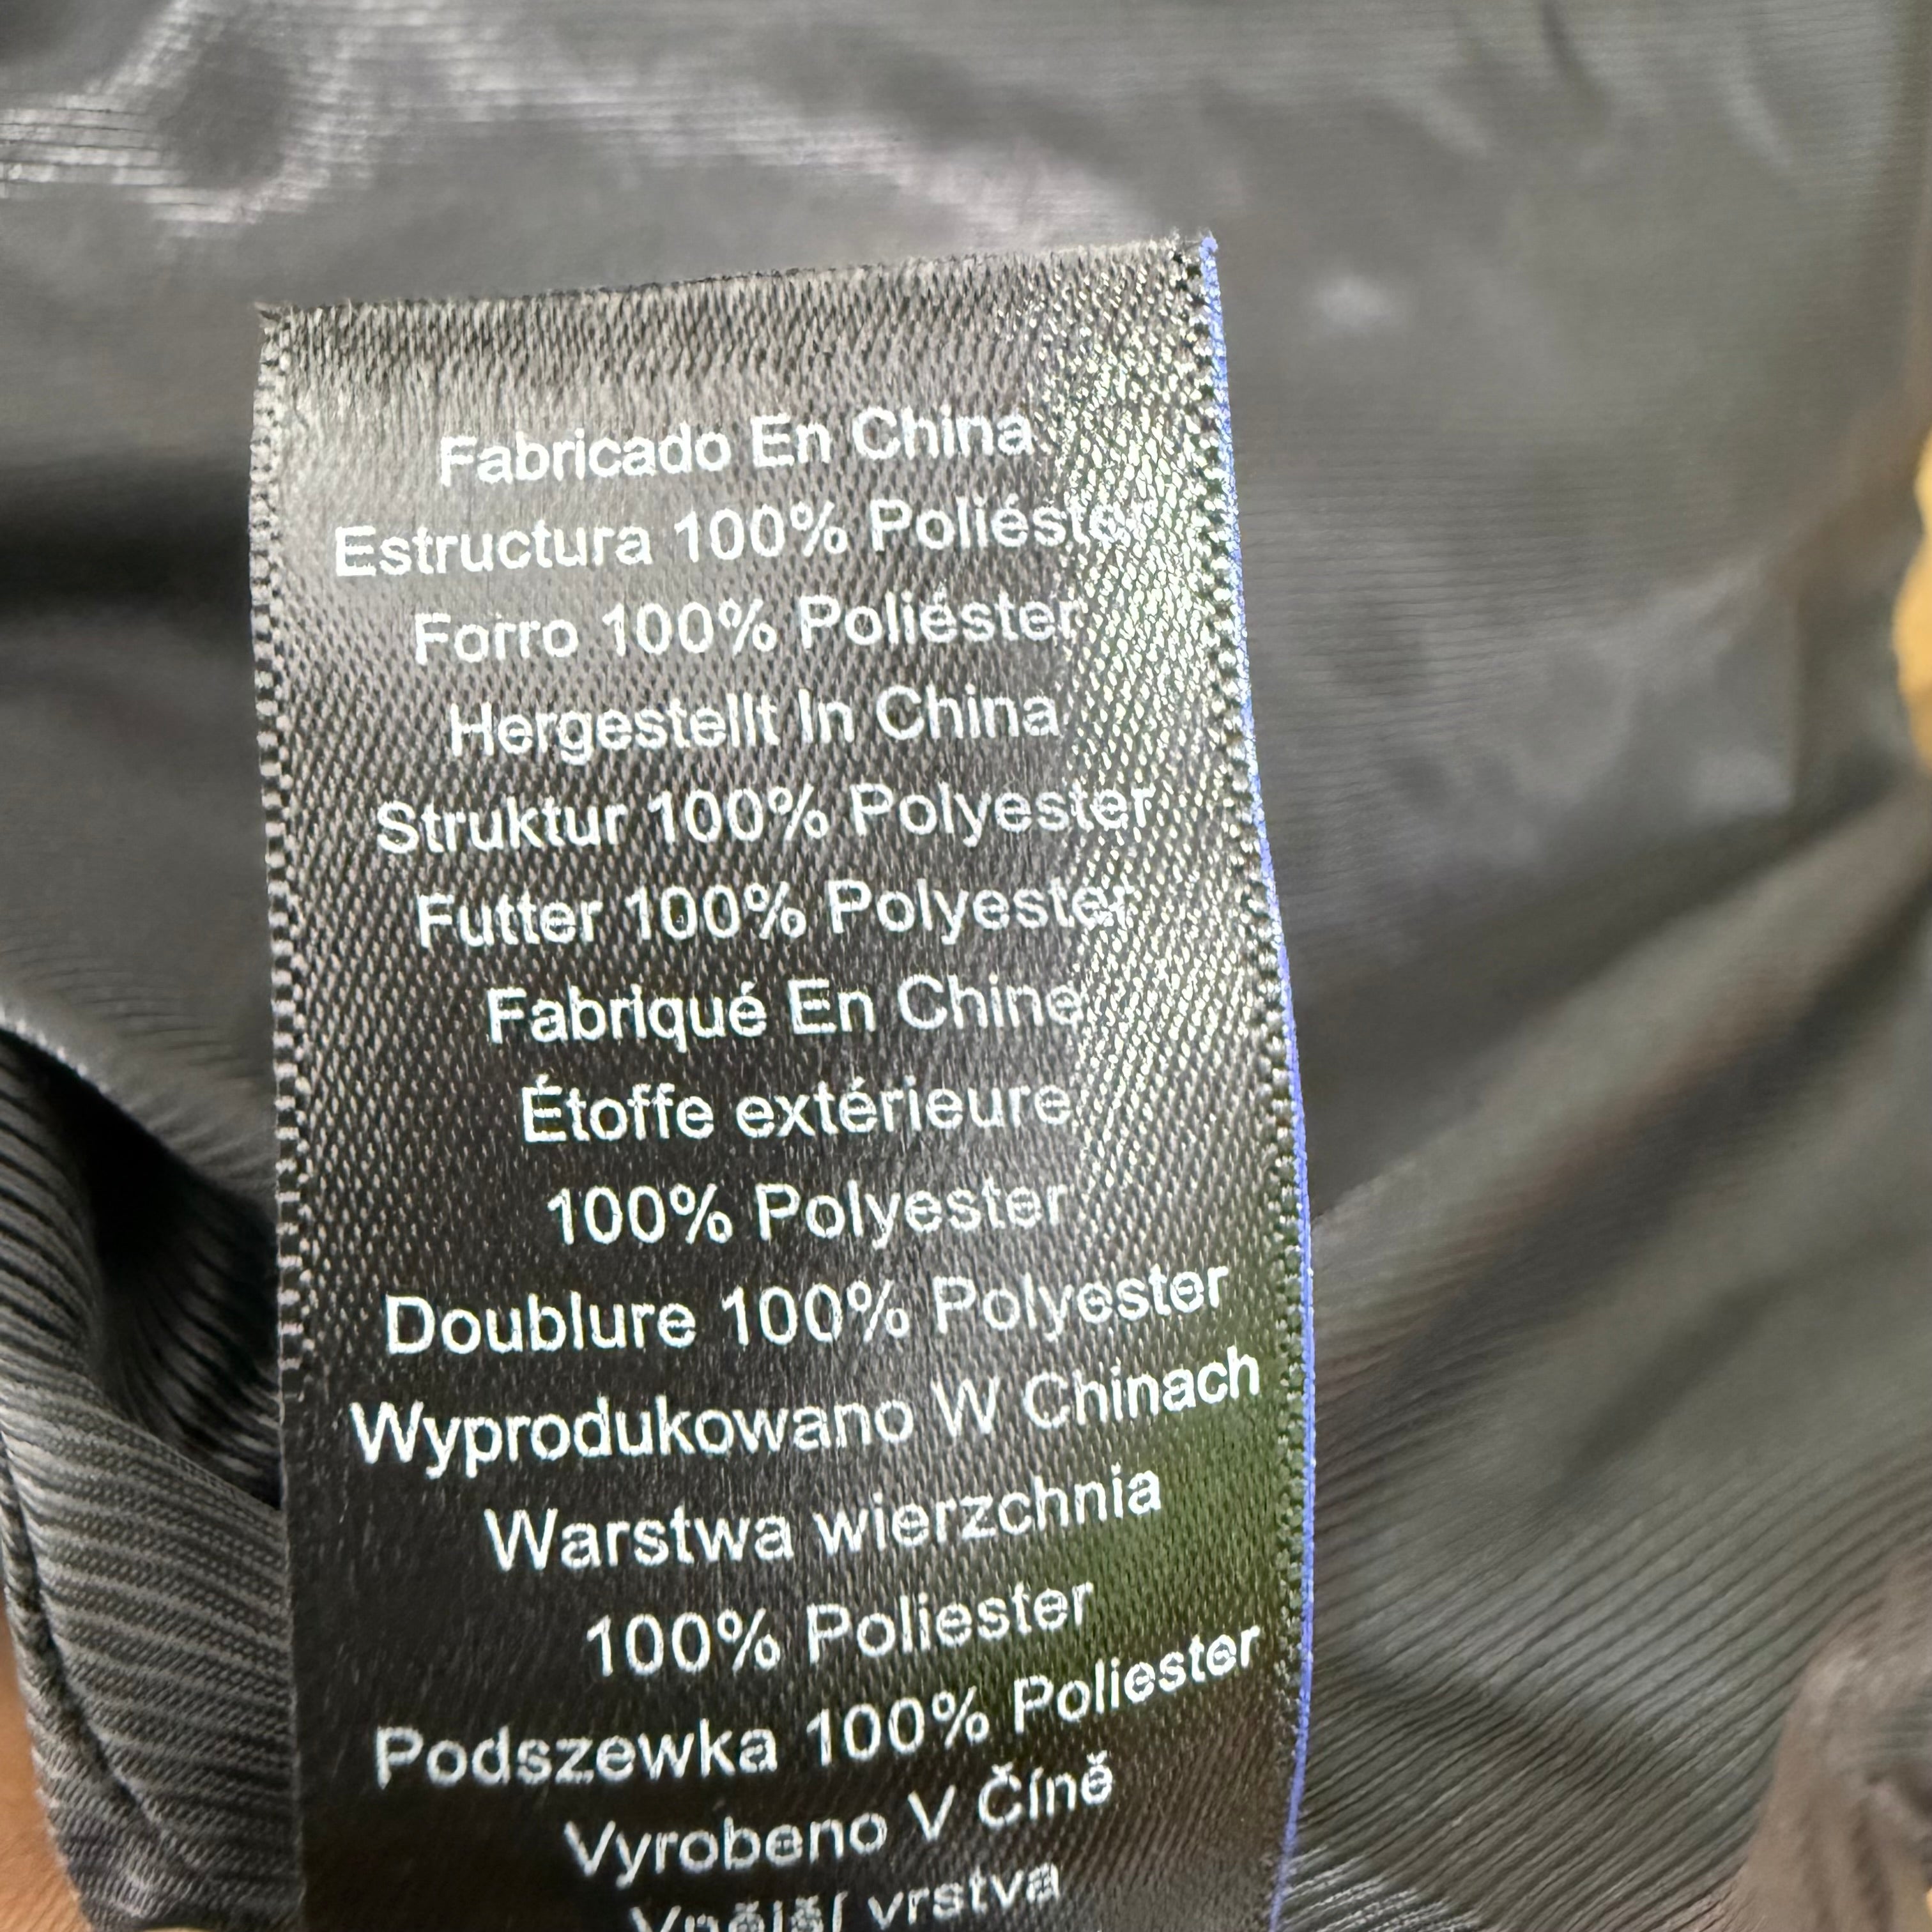 Fabricado En China
Estructura 100% Poliéster
Forro 100% Poliéster
Hergestellt In China
Struktur 100% Polyester
Futter 100% Polyester
Fabriqué En Chine
Étoffe extérieure
100% Polyester
Doublure 100% Polyester
Wyprodukowano W Chinach
Warstwa wierzchnia
100% Poliester
Podszewka 100% Poliester
Vyrobeno V Číně
Vnější vrstva